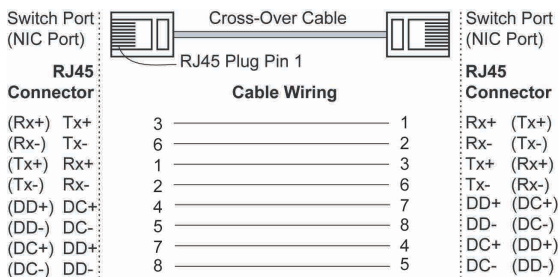 Switch Port Cross-Over Cable Switch Port
(NIC Port) (NIC Port)
RJ45 Plug Pin 1
RJ45 RJ45
Connector Cable Wiring Connector
(Rx+) Tx+ 3 1 Rx+ (Tx+)
(Rx-) Tx- 6 2 Rx- (Tx-)
(Tx+) Rx+ 1 3 Tx+ (Rx+)
(Tx-) Rx- 2 6 Tx- (Rx-)
(DD+) DC+ 4 7 DD+ (DC+)
(DD-) DC- 5 8 DD- (DC-)
(DC+) DD+ 7 4 DC+ (DD+)
(DC-) DD- 8 5 DC- (DD-)